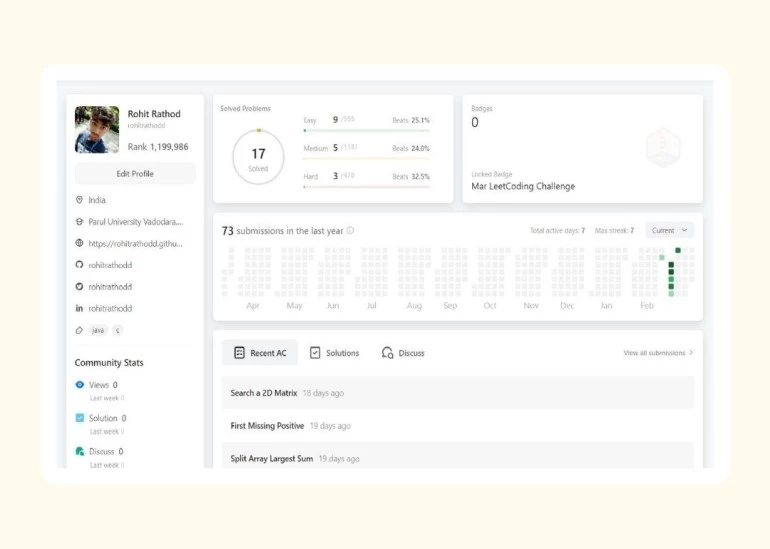 Rohit Rathod
rohitrathodd
Rank 1,199,986
Edit Profile
India
Parul University Vadodara,...
https://rohitrathodd.githu...
rohitrathodd
rohitrathodd
rohitrathodd
java c
Community Stats
Views 0
Last week 0
Solution 0
Last week 0
Discuss 0
Last week 0
Solved Problems
17
Solved
Easy 9 /555 Beats 25.1%
Medium 5 /1161 Beats 24.0%
Hard 3 /470 Beats 32.5%
Badges
0
Locked Badge
Mar LeetCoding Challenge
73 submissions in the last year
Total active days: 7 Max streak: 7 Current
Apr May Jun Jul Aug Sep Oct Nov Dec Jan Feb
Recent AC Solutions Discuss View all submissions
Search a 2D Matrix 18 days ago
First Missing Positive 19 days ago
Split Array Largest Sum 19 days ago